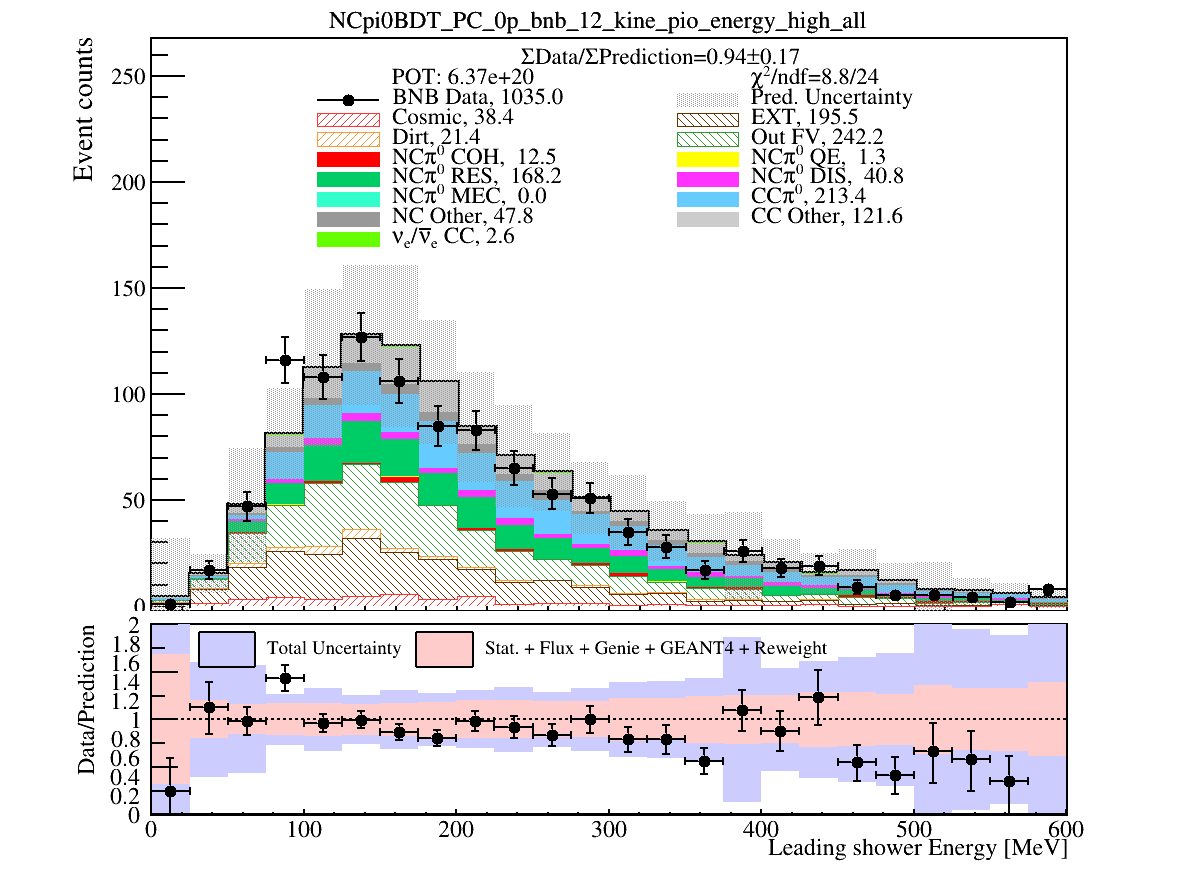 NCpi0BDT_PC_0p_bnb_12_kine_pio_energy_high_all
ΣData/ΣPrediction=0.94±0.17
POT: 6.37e+20
χ²/ndf=8.8/24
BNB Data, 1035.0
Pred. Uncertainty
Cosmic, 38.4
EXT, 195.5
Dirt, 21.4
Out FV, 242.2
NCπ⁰ COH, 12.5
NCπ⁰ QE, 1.3
NCπ⁰ RES, 168.2
NCπ⁰ DIS, 40.8
NCπ⁰ MEC, 0.0
CCπ⁰, 213.4
NC Other, 47.8
CC Other, 121.6
νₑ/ν̅ₑ CC, 2.6
Event counts
250
200
150
100
50
0
Total Uncertainty
Stat. + Flux + Genie + GEANT4 + Reweight
Data/Prediction
2
1.8
1.6
1.4
1.2
1
0.8
0.6
0.4
0.2
0
0 100 200 300 400 500 600
Leading shower Energy [MeV]